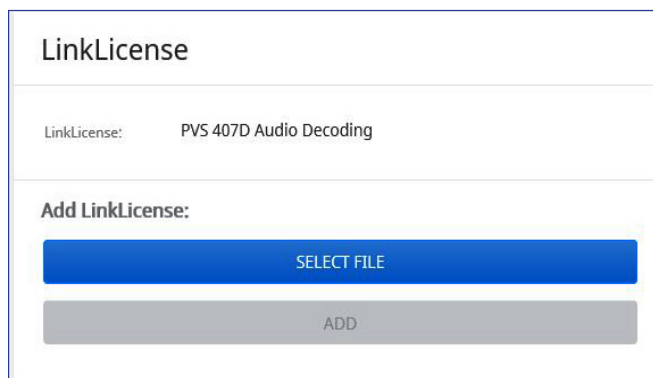 LinkLicense
LinkLicense: PVS 407D Audio Decoding
Add LinkLicense:
SELECT FILE
ADD